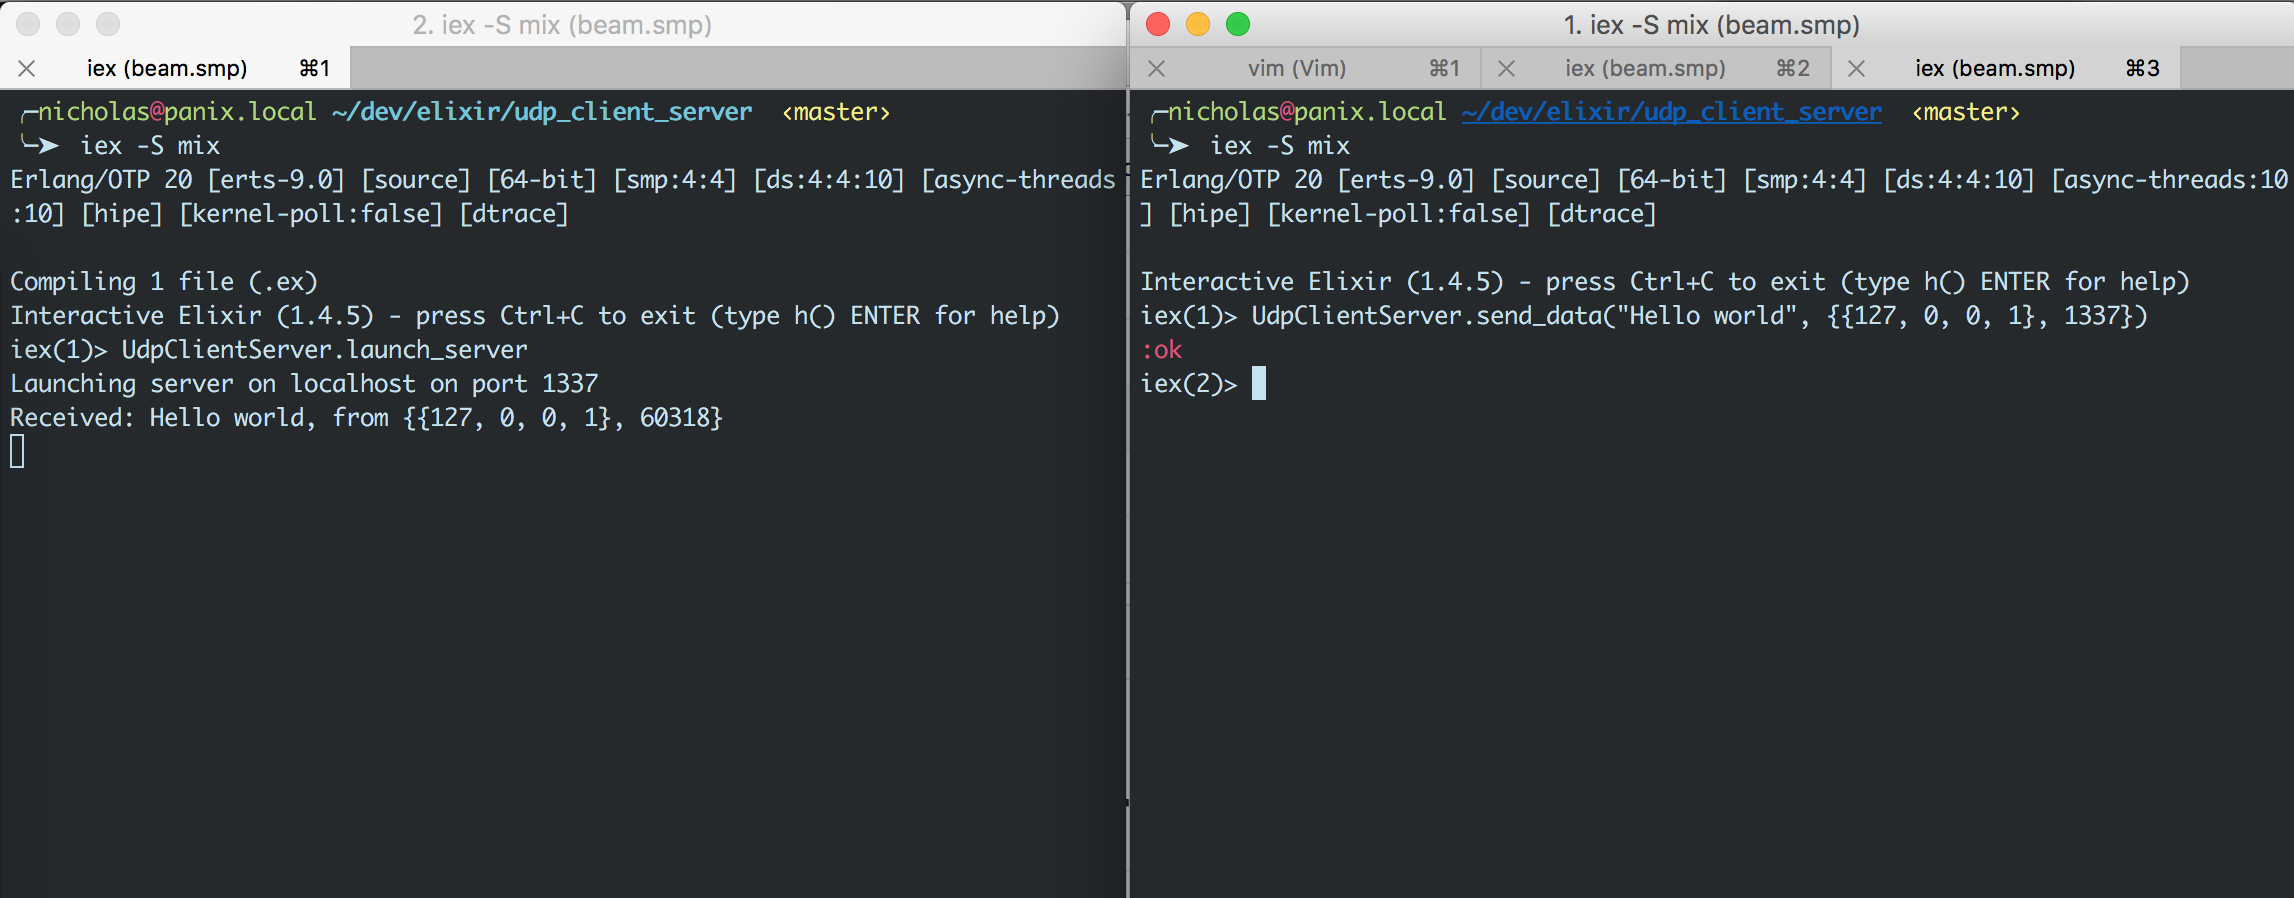 2. iex -S mix (beam.smp)
iex (beam.smp) ⌘1
╭─nicholas@panix.local ~/dev/elixir/udp_client_server ‹master›
╰─➤ iex -S mix
Erlang/OTP 20 [erts-9.0] [source] [64-bit] [smp:4:4] [ds:4:4:10] [async-threads
:10] [hipe] [kernel-poll:false] [dtrace]
Compiling 1 file (.ex)
Interactive Elixir (1.4.5) - press Ctrl+C to exit (type h() ENTER for help)
iex(1)> UdpClientServer.launch_server
Launching server on localhost on port 1337
Received: Hello world, from {{127, 0, 0, 1}, 60318}
1. iex -S mix (beam.smp)
vim (Vim) ⌘1 iex (beam.smp) ⌘2 iex (beam.smp) ⌘3
╭─nicholas@panix.local ~/dev/elixir/udp_client_server ‹master›
╰─➤ iex -S mix
Erlang/OTP 20 [erts-9.0] [source] [64-bit] [smp:4:4] [ds:4:4:10] [async-threads:10
] [hipe] [kernel-poll:false] [dtrace]
Interactive Elixir (1.4.5) - press Ctrl+C to exit (type h() ENTER for help)
iex(1)> UdpClientServer.send_data("Hello world", {{127, 0, 0, 1}, 1337})
:ok
iex(2)>